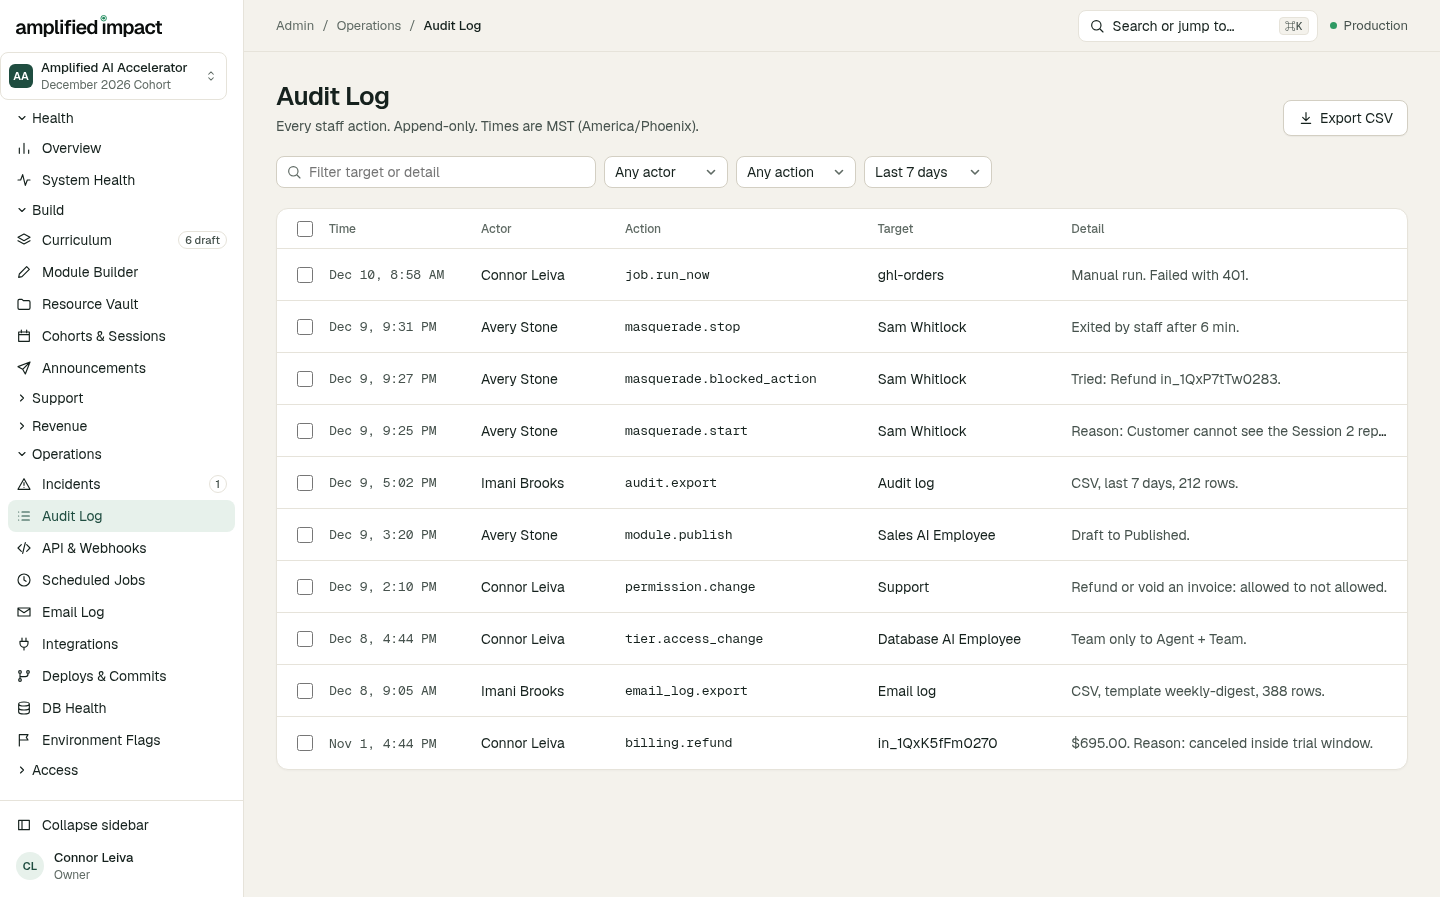 amplified impact
AA
Amplified AI Accelerator
December 2026 Cohort
Health
Overview
System Health
Build
Curriculum 6 draft
Module Builder
Resource Vault
Cohorts & Sessions
Announcements
Support
Revenue
Operations
Incidents 1
Audit Log
API & Webhooks
Scheduled Jobs
Email Log
Integrations
Deploys & Commits
DB Health
Environment Flags
Access
Collapse sidebar
CL
Connor Leiva
Owner
Admin / Operations / Audit Log
Search or jump to… ⌘K
Production
Audit Log
Every staff action. Append-only. Times are MST (America/Phoenix).
Export CSV
Filter target or detail
Any actor
Any action
Last 7 days
Time Actor Action Target Detail
Dec 10, 8:58 AM Connor Leiva job.run_now ghl-orders Manual run. Failed with 401.
Dec 9, 9:31 PM Avery Stone masquerade.stop Sam Whitlock Exited by staff after 6 min.
Dec 9, 9:27 PM Avery Stone masquerade.blocked_action Sam Whitlock Tried: Refund in_1QxP7tTw0283.
Dec 9, 9:25 PM Avery Stone masquerade.start Sam Whitlock Reason: Customer cannot see the Session 2 rep…
Dec 9, 5:02 PM Imani Brooks audit.export Audit log CSV, last 7 days, 212 rows.
Dec 9, 3:20 PM Avery Stone module.publish Sales AI Employee Draft to Published.
Dec 9, 2:10 PM Connor Leiva permission.change Support Refund or void an invoice: allowed to not allowed.
Dec 8, 4:44 PM Connor Leiva tier.access_change Database AI Employee Team only to Agent + Team.
Dec 8, 9:05 AM Imani Brooks email_log.export Email log CSV, template weekly-digest, 388 rows.
Nov 1, 4:44 PM Connor Leiva billing.refund in_1QxK5fFm0270 $695.00. Reason: canceled inside trial window.